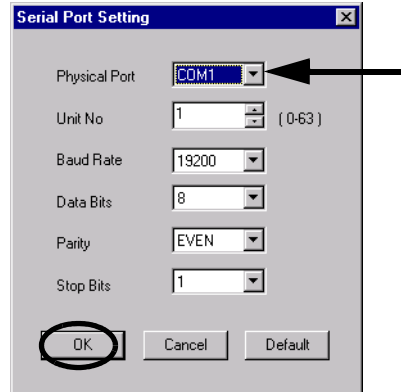 Serial Port Setting
Physical Port COM1
Unit No 1 ( 0-63 )
Baud Rate 19200
Data Bits 8
Parity EVEN
Stop Bits 1
OK Cancel Default